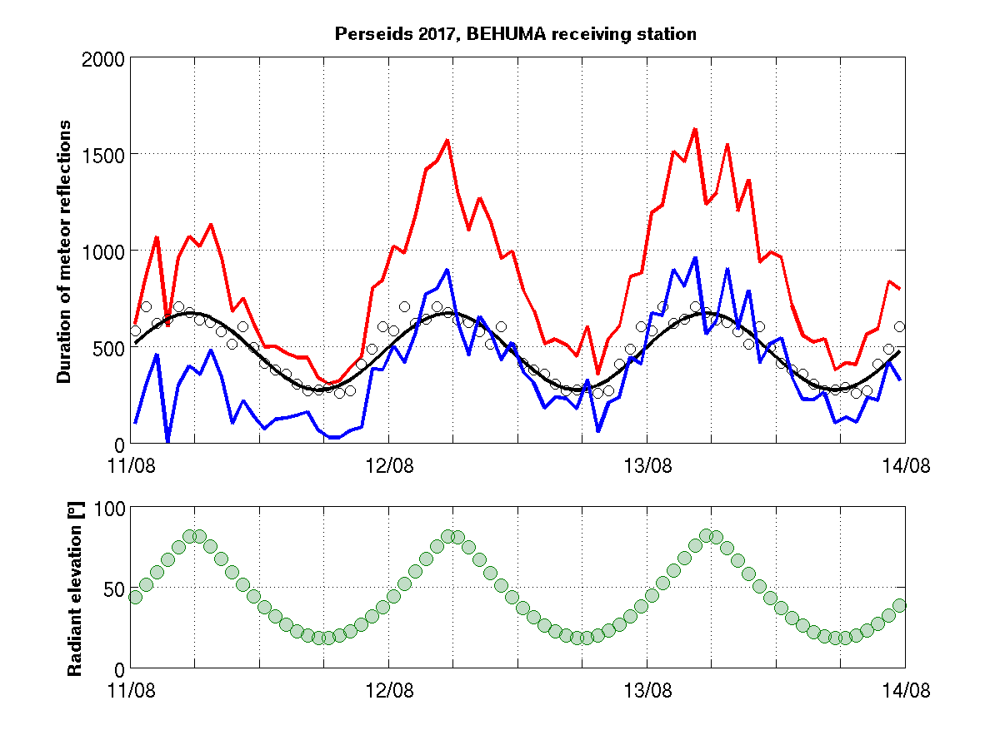 Perseids 2017, BEHUMA receiving station
Duration of meteor reflections
2000
1500
1000
500
0
11/08 12/08 13/08 14/08
Radiant elevation [°]
100
50
0
11/08 12/08 13/08 14/08